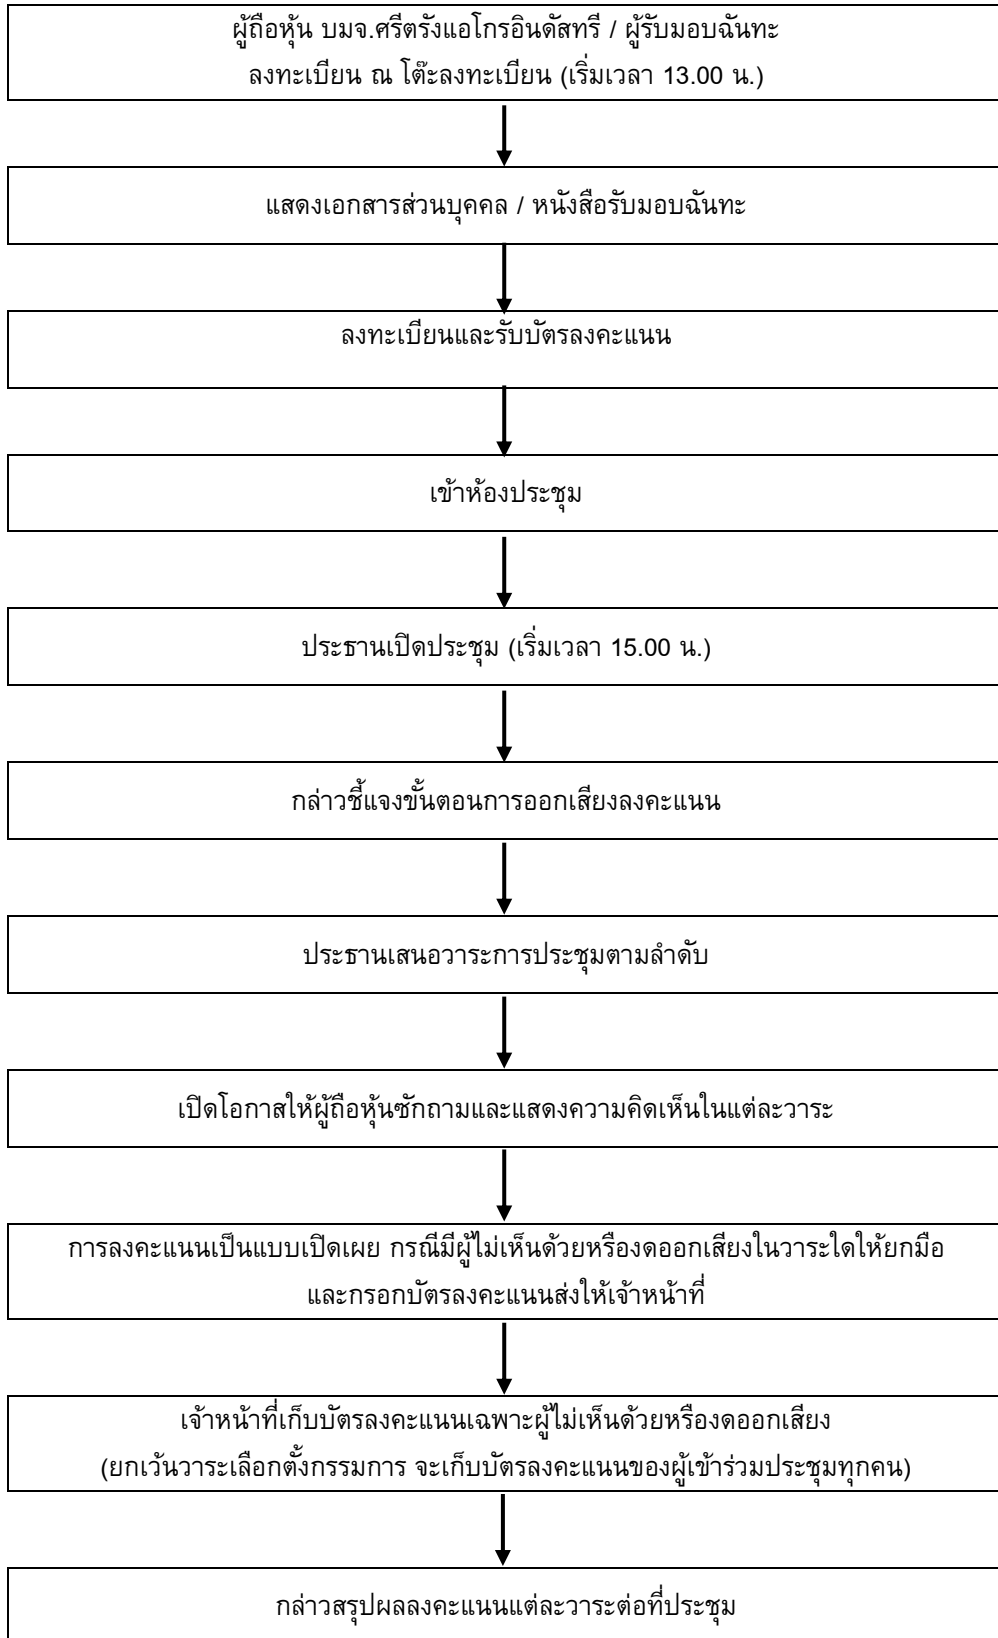 ผู้ถือหุ้น บมจ.ศรีตรังแอโกรอินดัสทรี / ผู้รับมอบฉันทะ
ลงทะเบียน ณ โต๊ะลงทะเบียน (เริ่มเวลา 13.00 น.)
แสดงเอกสารส่วนบุคคล / หนังสือรับมอบฉันทะ
ลงทะเบียนและรับบัตรลงคะแนน
เข้าห้องประชุม
ประธานเปิดประชุม (เริ่มเวลา 15.00 น.)
กล่าวชี้แจงขั้นตอนการออกเสียงลงคะแนน
ประธานเสนอวาระการประชุมตามลำดับ
เปิดโอกาสให้ผู้ถือหุ้นซักถามและแสดงความคิดเห็นในแต่ละวาระ
การลงคะแนนเป็นแบบเปิดเผย กรณีมีผู้ไม่เห็นด้วยหรืองดออกเสียงในวาระใดให้ยกมือ
และกรอกบัตรลงคะแนนส่งให้เจ้าหน้าที่
เจ้าหน้าที่เก็บบัตรลงคะแนนเฉพาะผู้ไม่เห็นด้วยหรืองดออกเสียง
(ยกเว้นวาระเลือกตั้งกรรมการ จะเก็บบัตรลงคะแนนของผู้เข้าร่วมประชุมทุกคน)
กล่าวสรุปผลลงคะแนนแต่ละวาระต่อที่ประชุม